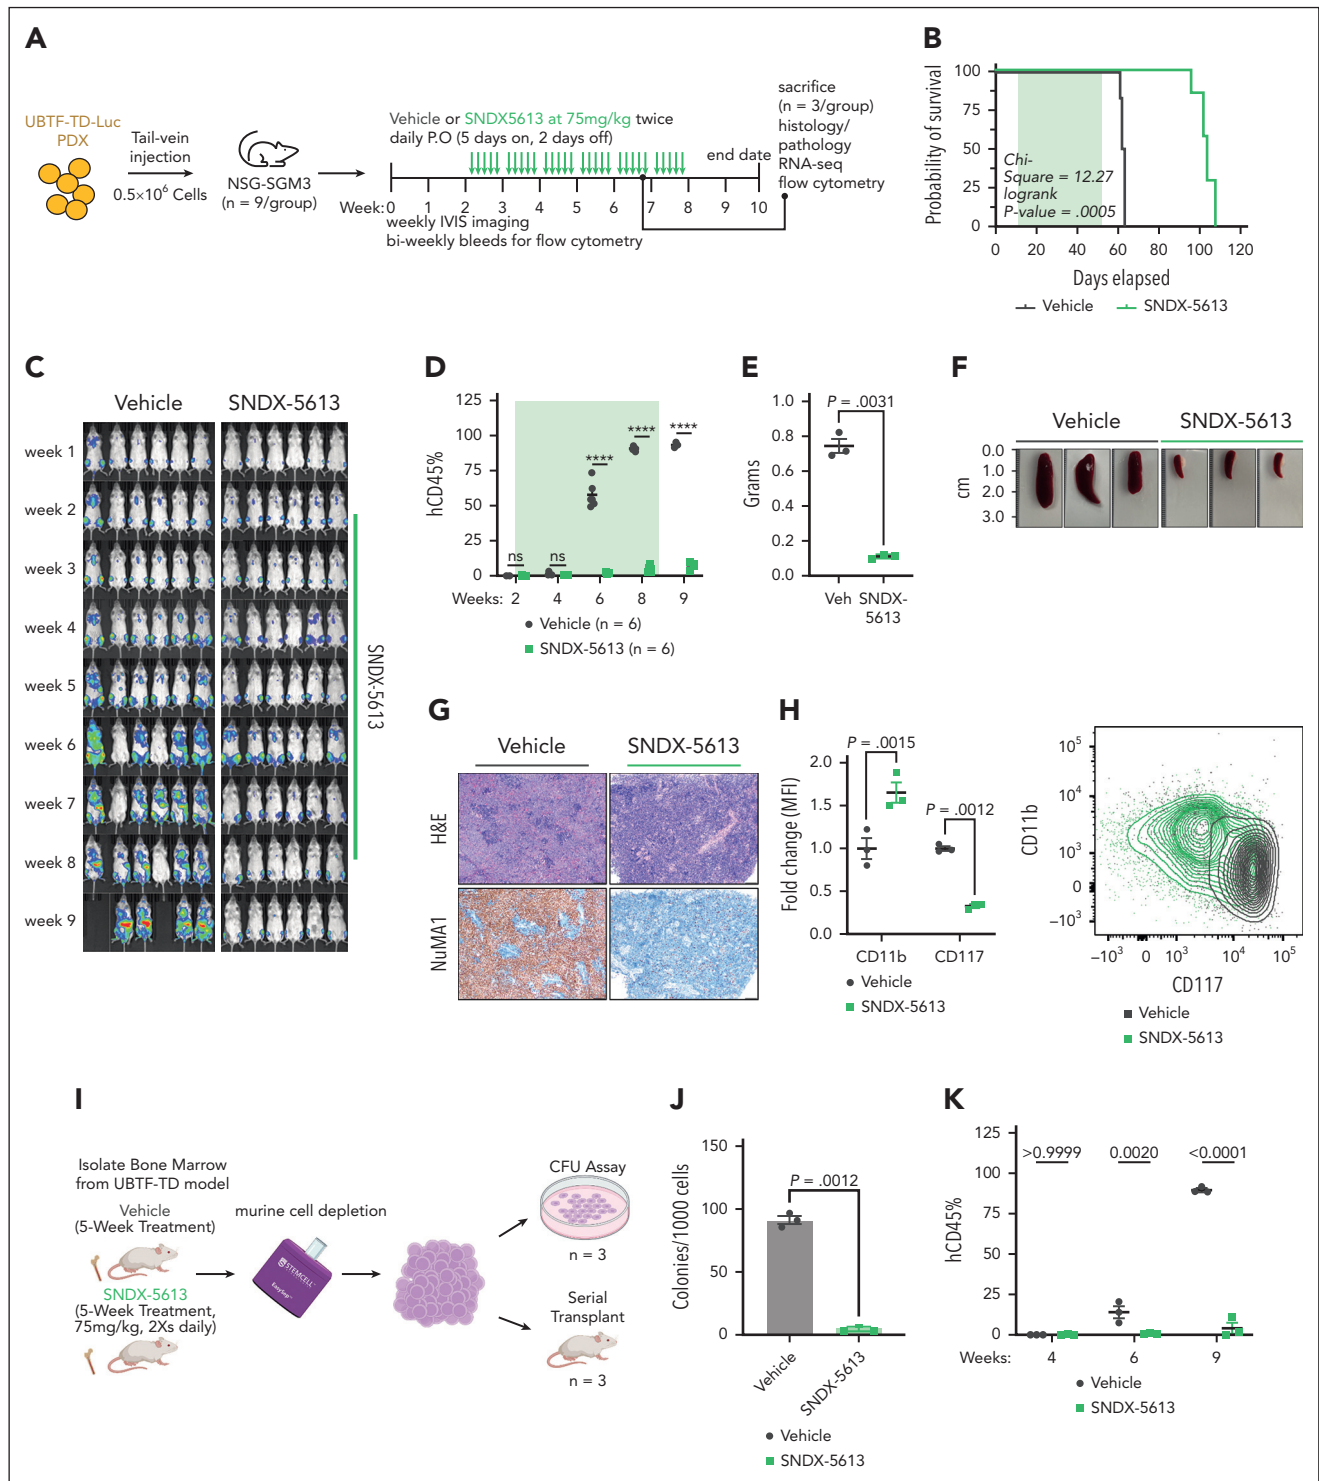 A
UBTF-TD-Luc
PDX
Tail-vein
injection
0.5×10⁶ Cells
NSG-SGM3
(n = 9/group)
Vehicle or SNDX5613 at 75mg/kg twice
daily P.O (5 days on, 2 days off)
end date
Week: 0 1 2 3 4 5 6 7 8 9 10
weekly IVIS imaging
bi-weekly bleeds for flow cytometry
sacrifice
(n = 3/group)
histology/
pathology
RNA-seq
flow cytometry
B
Probability of survival
100
75
50
25
0
Chi-
Square = 12.27
logrank
P-value = .0005
0 20 40 60 80 100 120
Days elapsed
Vehicle SNDX-5613
C
Vehicle SNDX-5613
week 1
week 2
week 3
week 4
week 5
week 6
week 7
week 8
week 9
SNDX-5613
D
hCD45%
125
100
75
50
25
0
ns ns **** **** ****
Weeks: 2 4 6 8 9
Vehicle (n = 6)
SNDX-5613 (n = 6)
E
Grams
1.0
0.8
0.6
0.4
0.2
0.0
P = .0031
Veh SNDX-
5613
F
Vehicle SNDX-5613
cm
0.0
1.0
2.0
3.0
G
Vehicle SNDX-5613
H&E
NuMA1
H
Fold change (MFI)
2.0
1.5
1.0
0.5
0.0
P = .0015
P = .0012
CD11b CD117
Vehicle
SNDX-5613
CD11b
10⁵
10⁴
10³
0
−10³
−10³ 0 10³ 10⁴ 10⁵
CD117
Vehicle
SNDX-5613
I
Isolate Bone Marrow
from UBTF-TD model
Vehicle
(5-Week Treatment)
SNDX-5613
(5-Week Treatment,
75mg/kg, 2Xs daily)
murine cell depletion
STEMCELL
EasySep™
CFU Assay
n = 3
Serial
Transplant
n = 3
J
Colonies/1000 cells
150
100
50
0
P = .0012
Vehicle SNDX-5613
Vehicle
SNDX-5613
K
hCD45%
125
100
75
50
25
0
>0.9999 0.0020 <0.0001
Weeks: 4 6 9
Vehicle
SNDX-5613